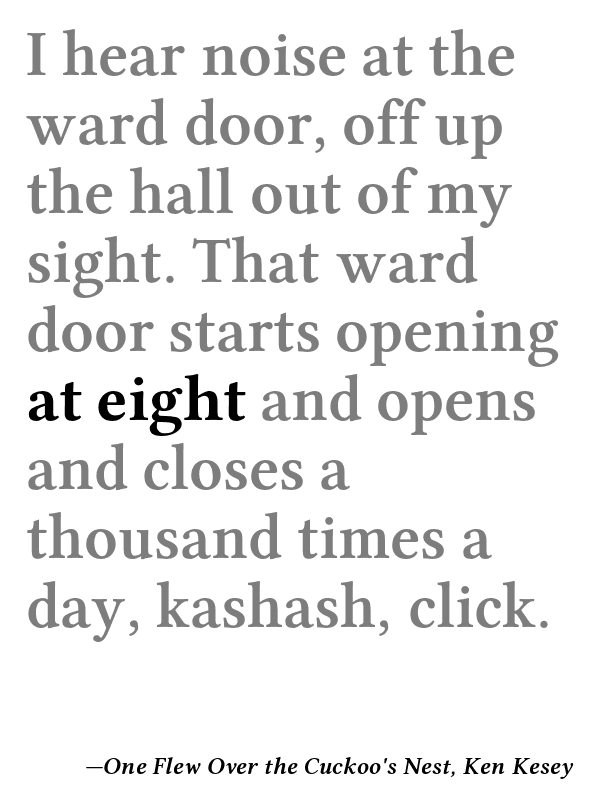 I hear noise at the
ward door, off up
the hall out of my
sight. That ward
door starts opening
at eight and opens
and closes a
thousand times a
day, kashash, click.
—One Flew Over the Cuckoo's Nest, Ken Kesey